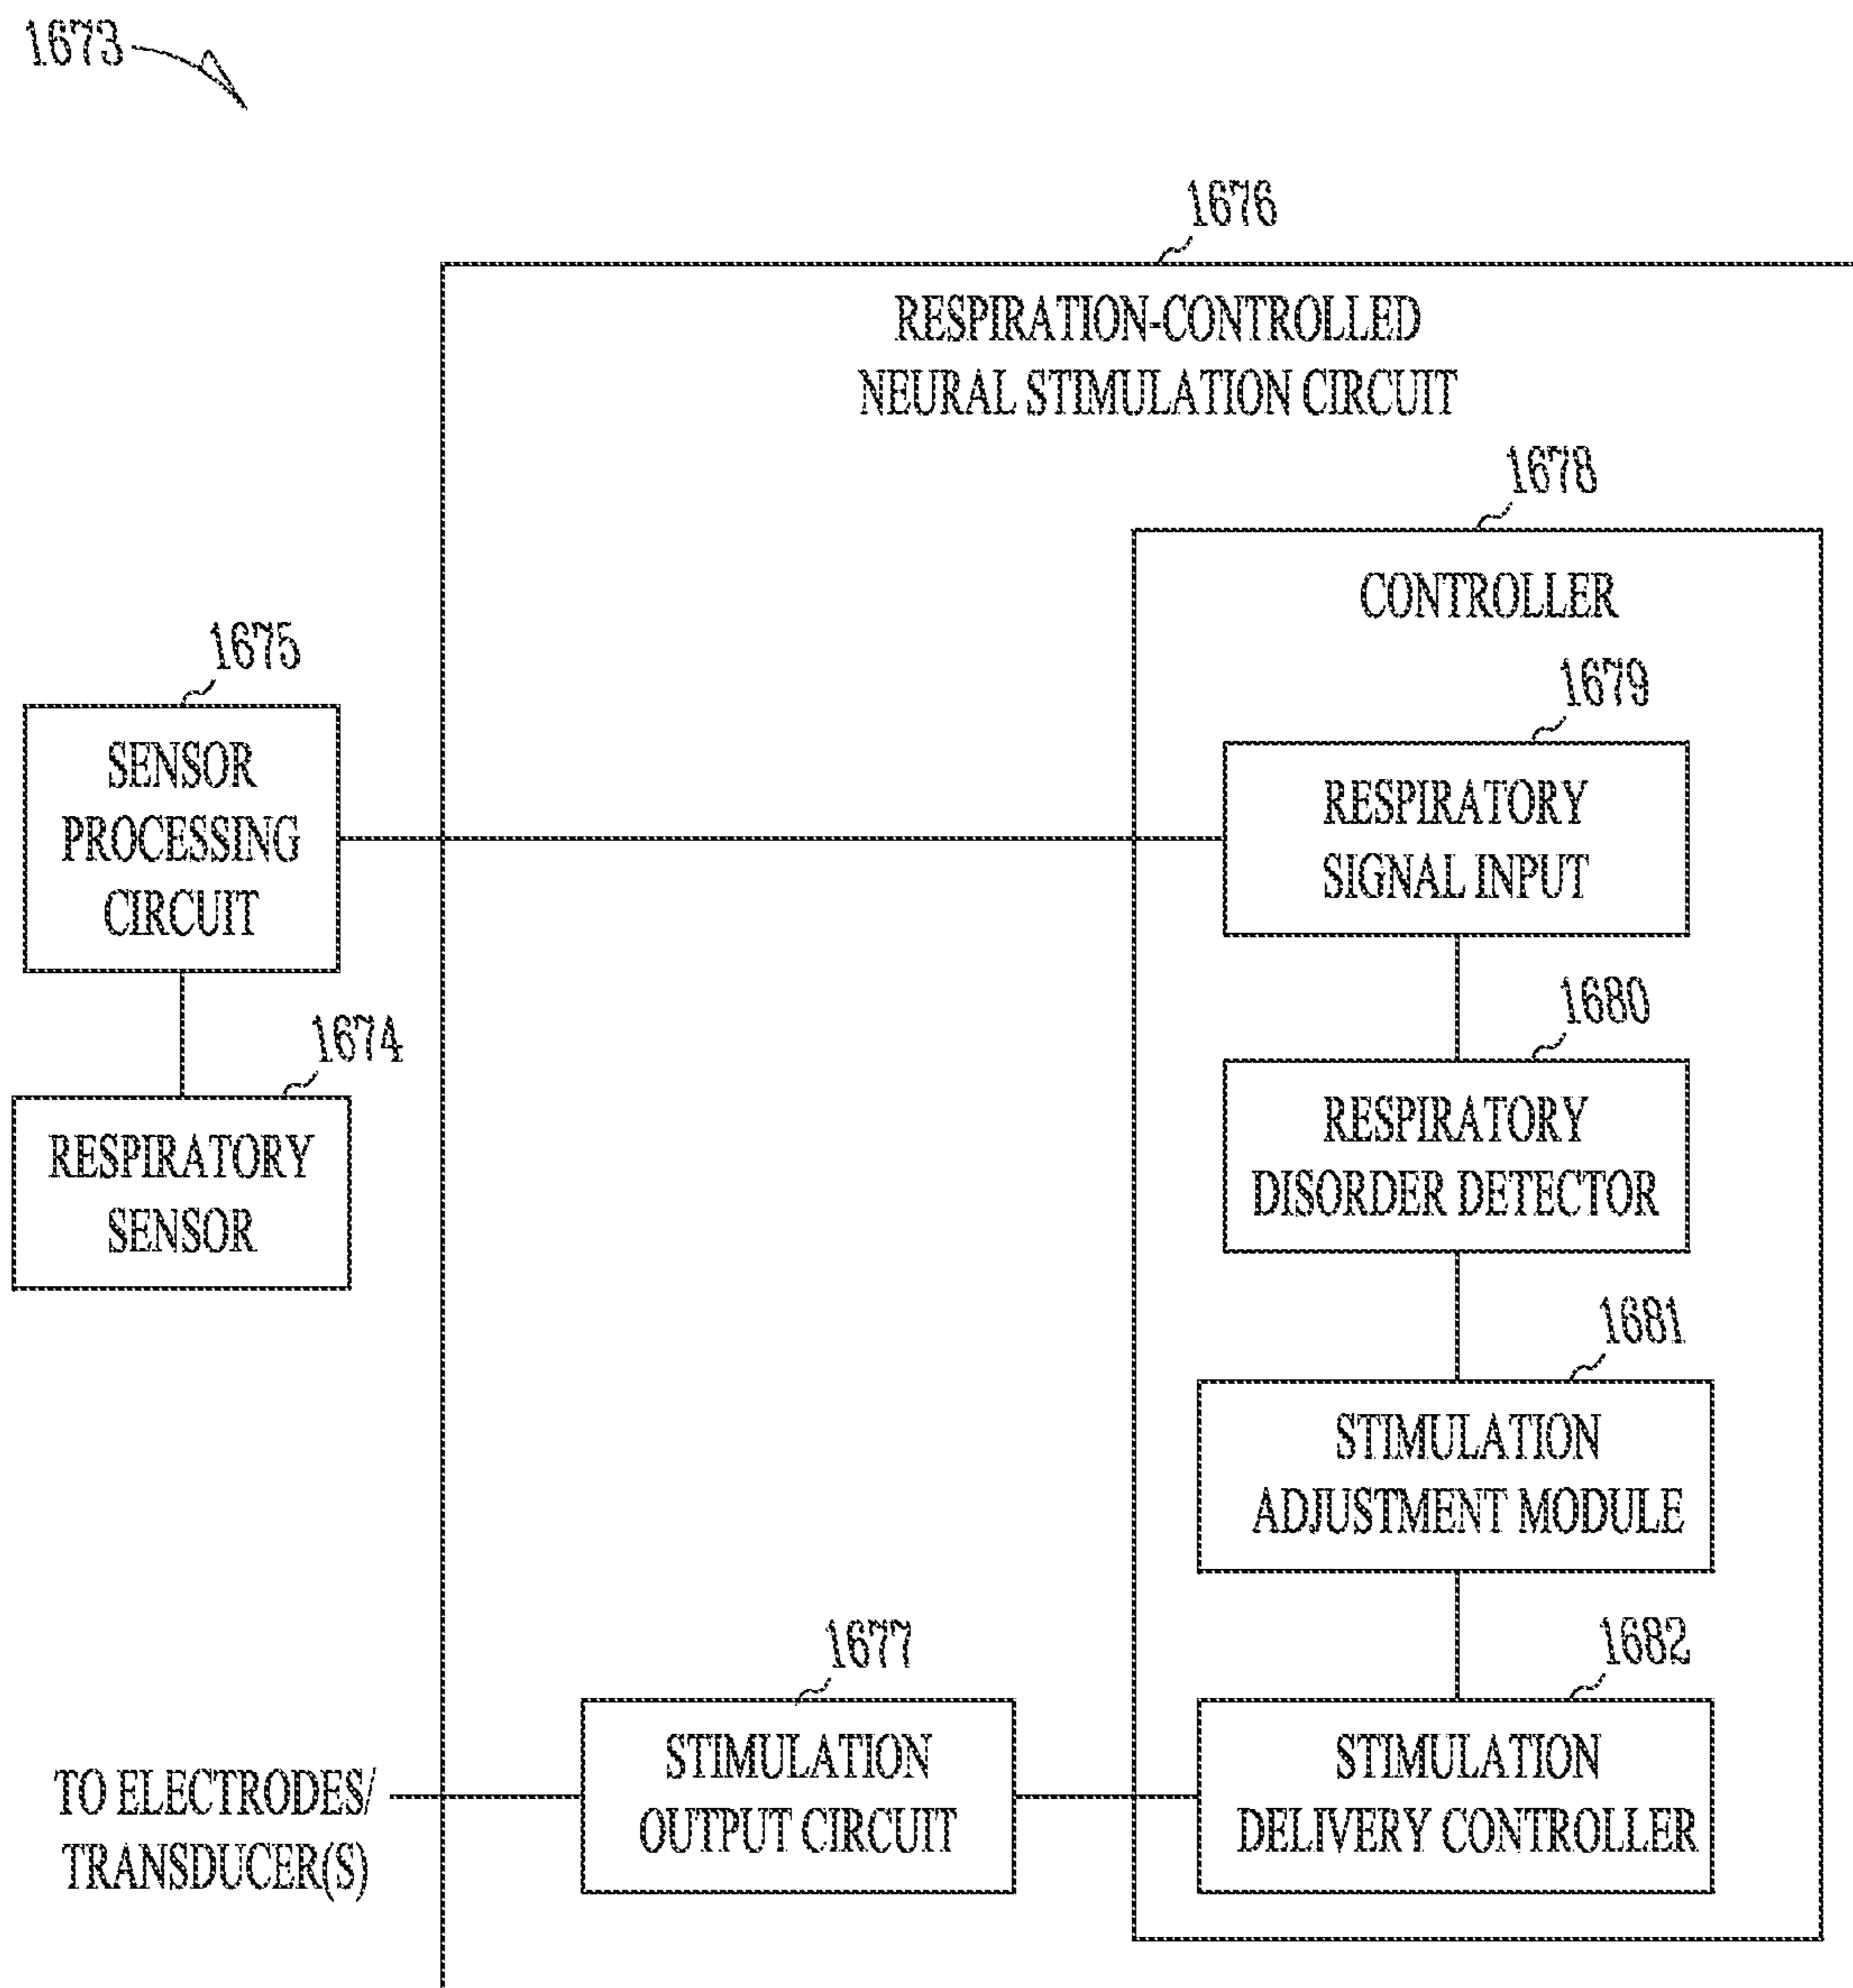 1673
1676
RESPIRATION-CONTROLLED
NEURAL STIMULATION CIRCUIT
1678
CONTROLLER
1675
SENSOR
PROCESSING
CIRCUIT
1679
RESPIRATORY
SIGNAL INPUT
1674
RESPIRATORY
SENSOR
1680
RESPIRATORY
DISORDER DETECTOR
1681
STIMULATION
ADJUSTMENT MODULE
1677
STIMULATION
OUTPUT CIRCUIT
1682
STIMULATION
DELIVERY CONTROLLER
TO ELECTRODES/
TRANSDUCER(S)